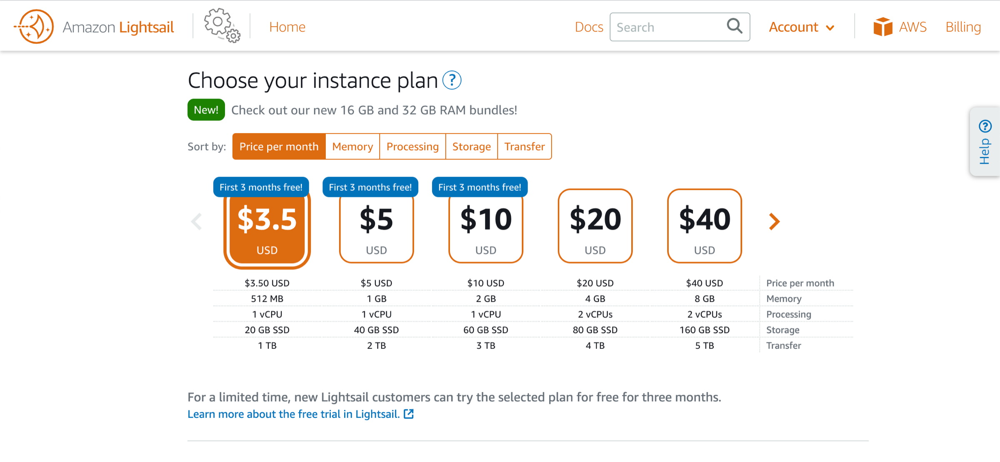 Amazon Lightsail
Home
Docs
Search
Account
AWS
Billing
Choose your instance plan ?
New! Check out our new 16 GB and 32 GB RAM bundles!
Help ?
Sort by: Price per month Memory Processing Storage Transfer
First 3 months free! First 3 months free! First 3 months free!
$3.5 $5 $10 $20 $40
USD USD USD USD USD
$3.50 USD $5 USD $10 USD $20 USD $40 USD Price per month
512 MB 1 GB 2 GB 4 GB 8 GB Memory
1 vCPU 1 vCPU 1 vCPU 2 vCPUs 2 vCPUs Processing
20 GB SSD 40 GB SSD 60 GB SSD 80 GB SSD 160 GB SSD Storage
1 TB 2 TB 3 TB 4 TB 5 TB Transfer
For a limited time, new Lightsail customers can try the selected plan for free for three months.
Learn more about the free trial in Lightsail.